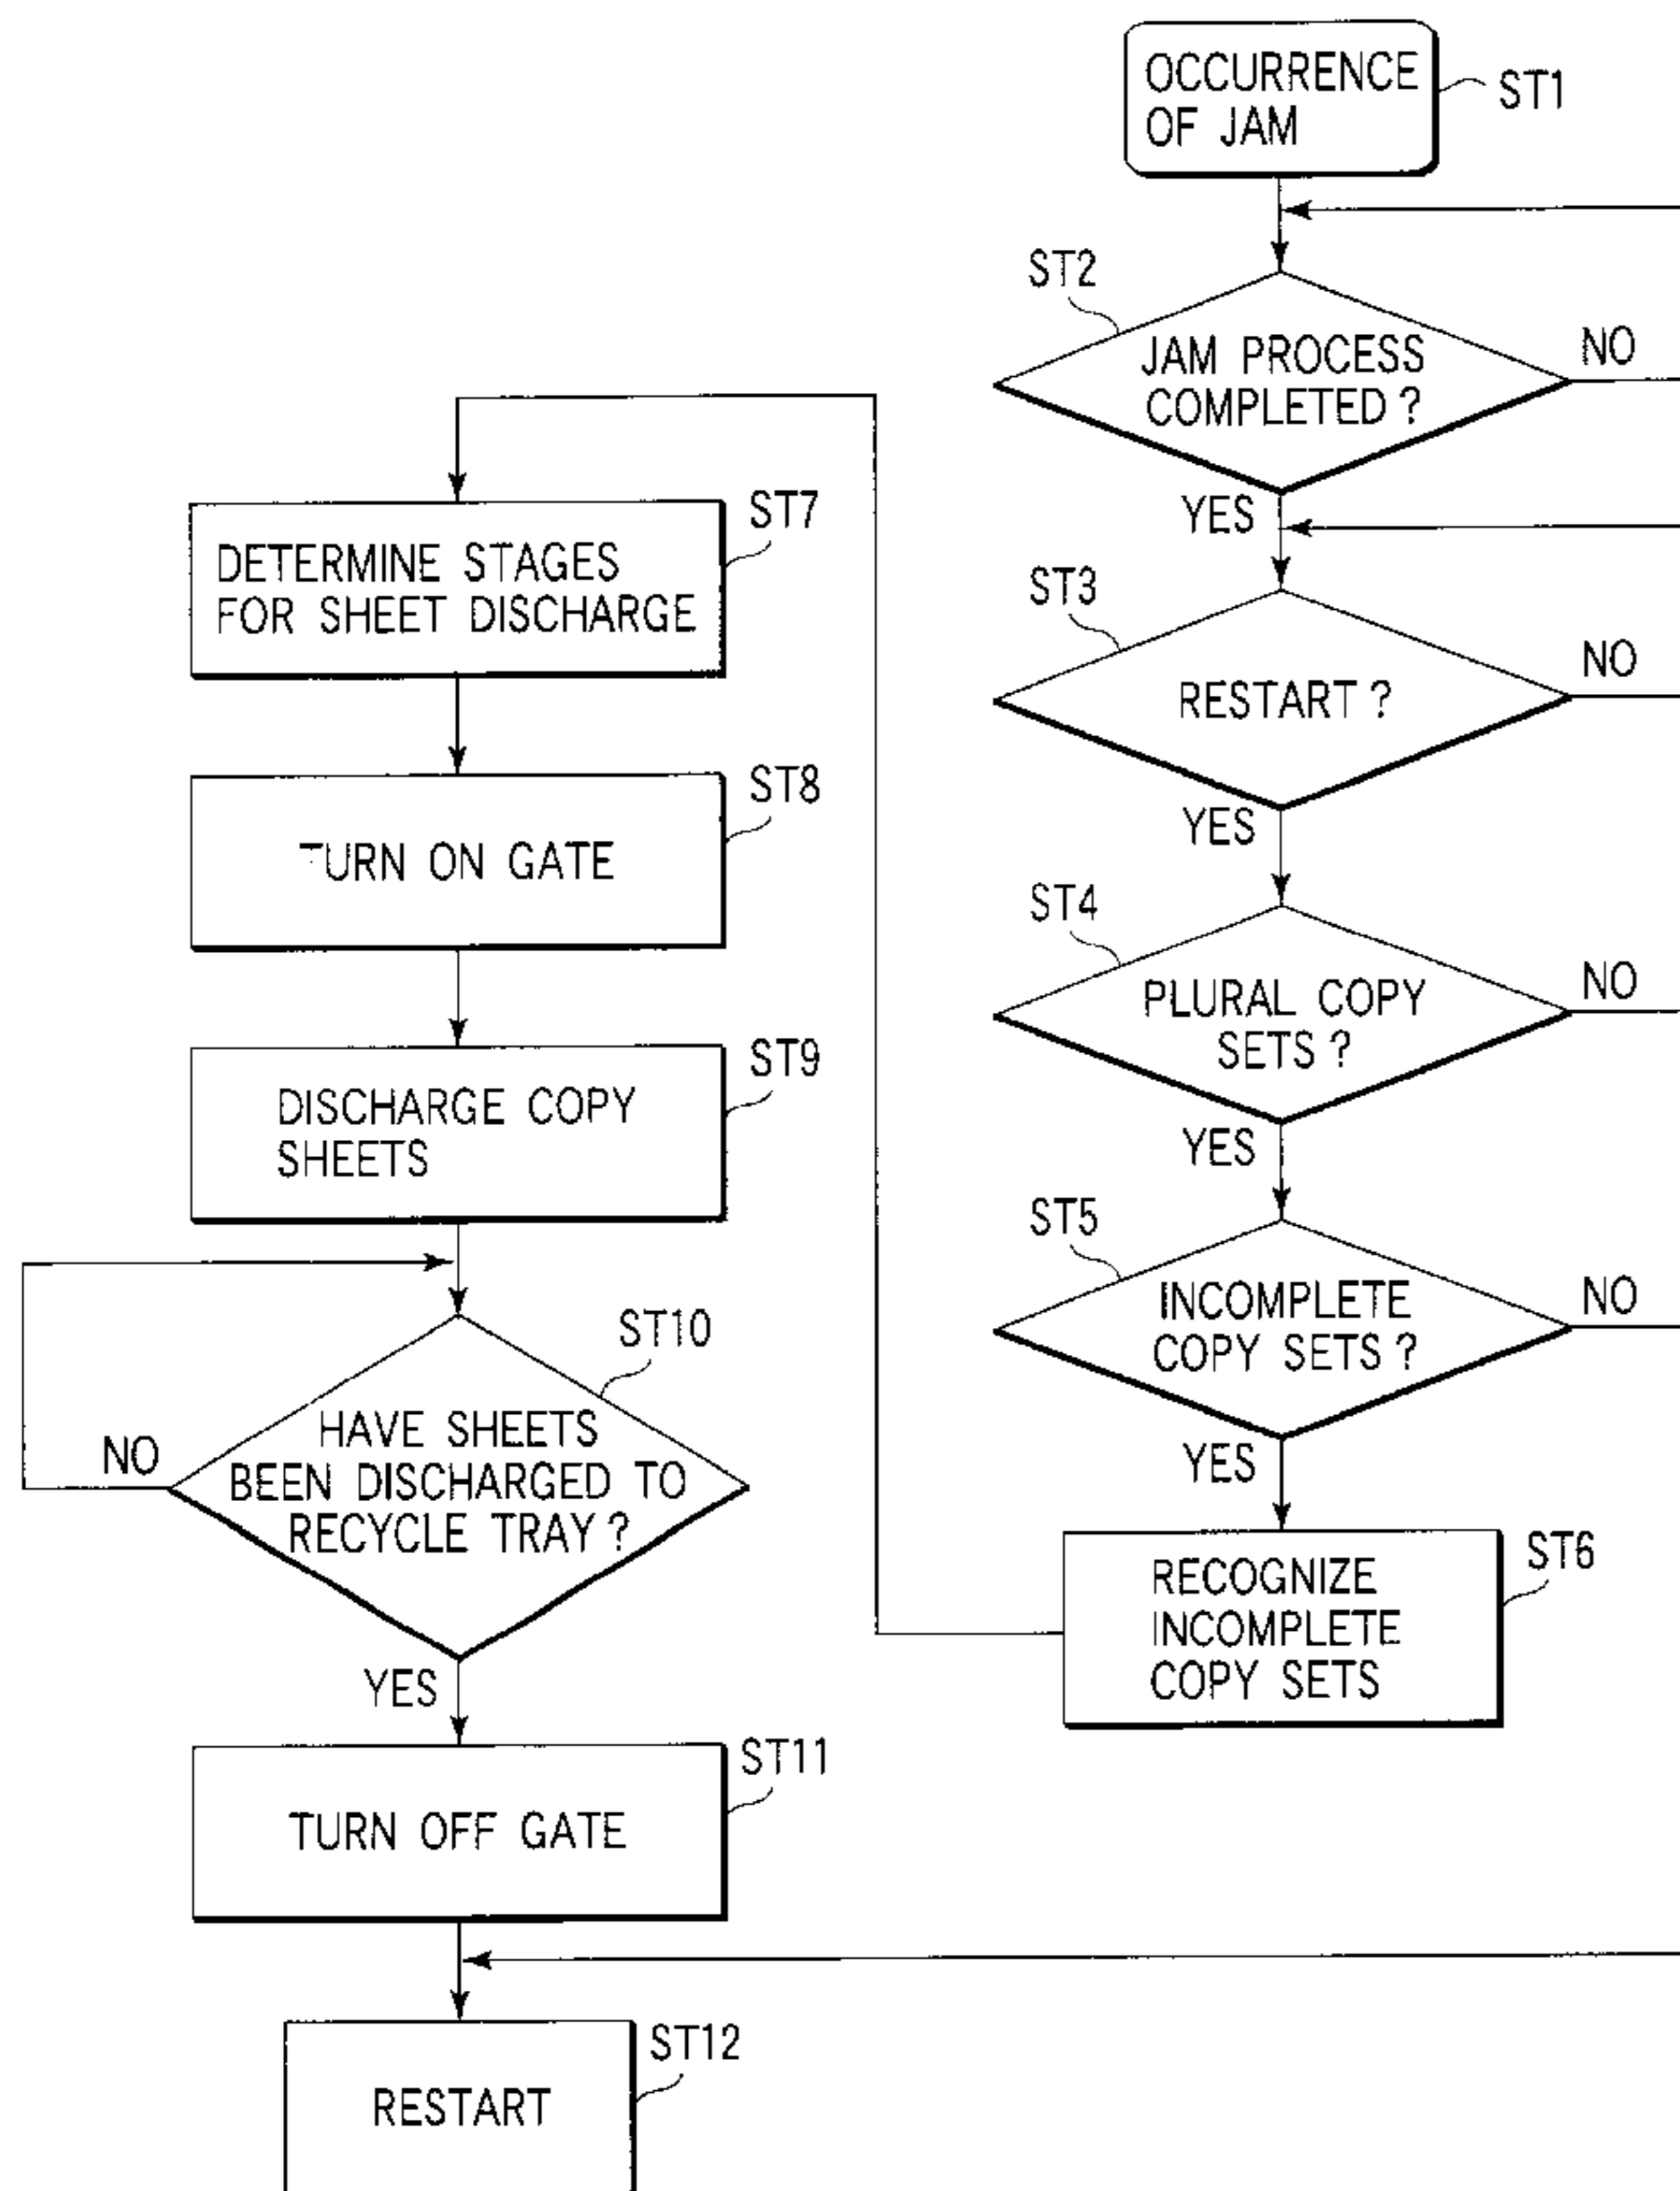 OCCURRENCE
OF JAM
ST1
ST2
JAM PROCESS
COMPLETED ?
NO
YES
ST3
RESTART ?
NO
YES
ST4
PLURAL COPY
SETS ?
NO
YES
ST5
INCOMPLETE
COPY SETS ?
NO
YES
ST6
RECOGNIZE
INCOMPLETE
COPY SETS
ST7
DETERMINE STAGES
FOR SHEET DISCHARGE
ST8
TURN ON GATE
ST9
DISCHARGE COPY
SHEETS
ST10
HAVE SHEETS
BEEN DISCHARGED TO
RECYCLE TRAY ?
NO
YES
ST11
TURN OFF GATE
ST12
RESTART